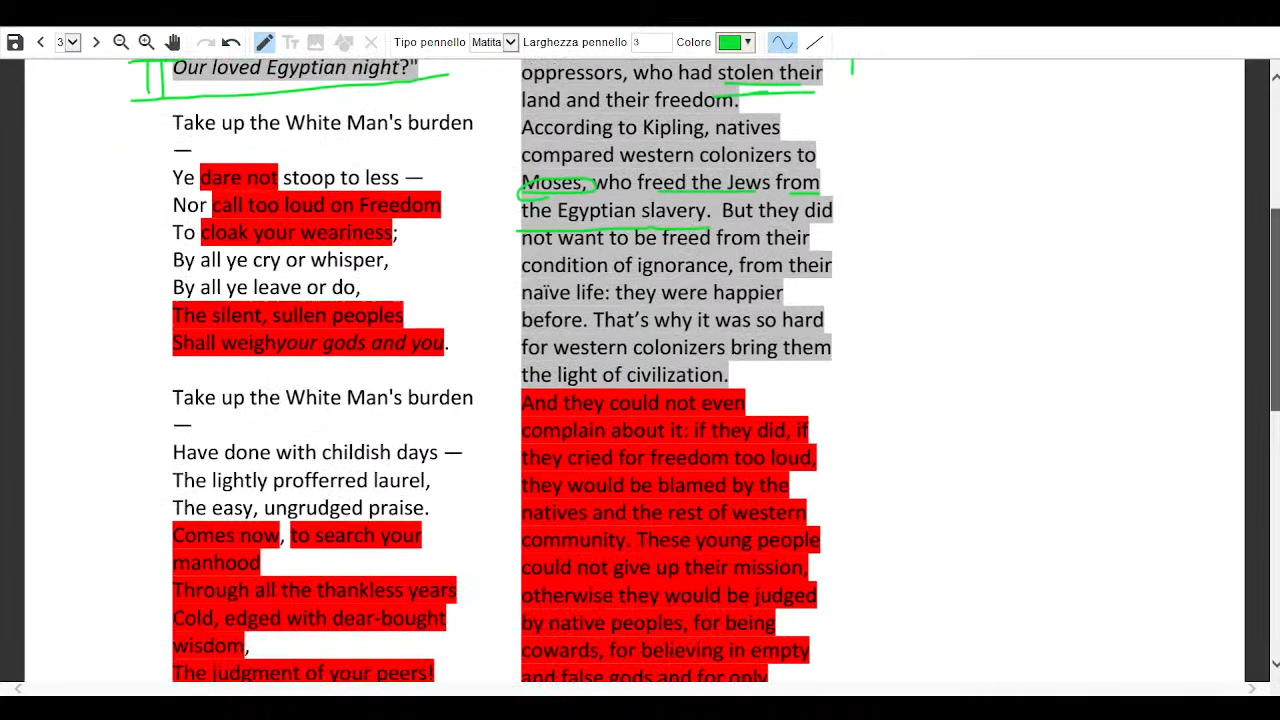 3
Tipo pennello
Matita
Larghezza pennello
3
Colore
Our loved Egyptian night?"
Take up the White Man's burden
—
Ye dare not stoop to less —
Nor call too loud on Freedom
To cloak your weariness;
By all ye cry or whisper,
By all ye leave or do,
The silent, sullen peoples
Shall weighyour gods and you.
Take up the White Man's burden
—
Have done with childish days —
The lightly profferred laurel,
The easy, ungrudged praise.
Comes now, to search your
manhood
Through all the thankless years
Cold, edged with dear-bought
wisdom,
The judgment of your peers!
oppressors, who had stolen their
land and their freedom.
According to Kipling, natives
compared western colonizers to
Moses, who freed the Jews from
the Egyptian slavery. But they did
not want to be freed from their
condition of ignorance, from their
naïve life: they were happier
before. That's why it was so hard
for western colonizers bring them
the light of civilization.
And they could not even
complain about it: if they did, if
they cried for freedom too loud,
they would be blamed by the
natives and the rest of western
community. These young people
could not give up their mission,
otherwise they would be judged
by native peoples, for being
cowards, for believing in empty
and false gods and for only